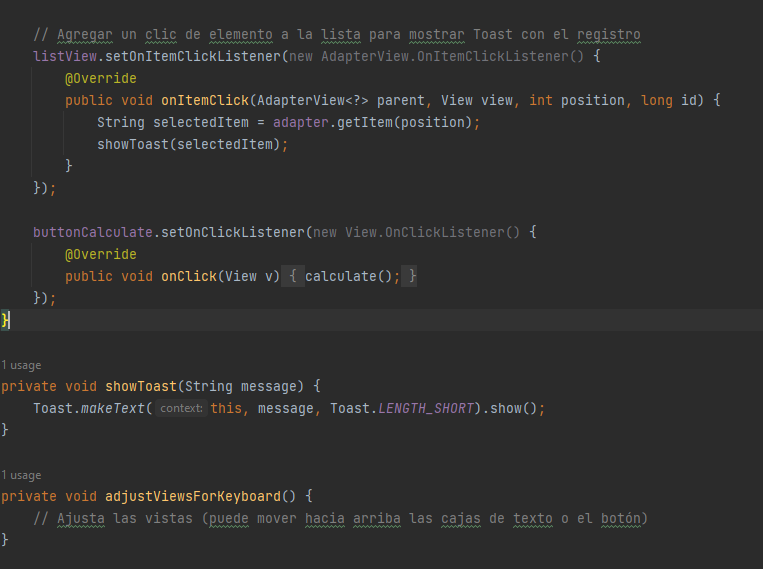 // Agregar un clic de elemento a la lista para mostrar Toast con el registro
listView.setOnItemClickListener(new AdapterView.OnItemClickListener() {
@Override
public void onItemClick(AdapterView<?> parent, View view, int position, long id) {
String selectedItem = adapter.getItem(position);
showToast(selectedItem);
}
});
buttonCalculate.setOnClickListener(new View.OnClickListener() {
@Override
public void onClick(View v) { calculate(); }
});
}
1 usage
private void showToast(String message) {
Toast.makeText( context: this, message, Toast.LENGTH_SHORT).show();
}
1 usage
private void adjustViewsForKeyboard() {
// Ajusta las vistas (puede mover hacia arriba las cajas de texto o el botón)
}